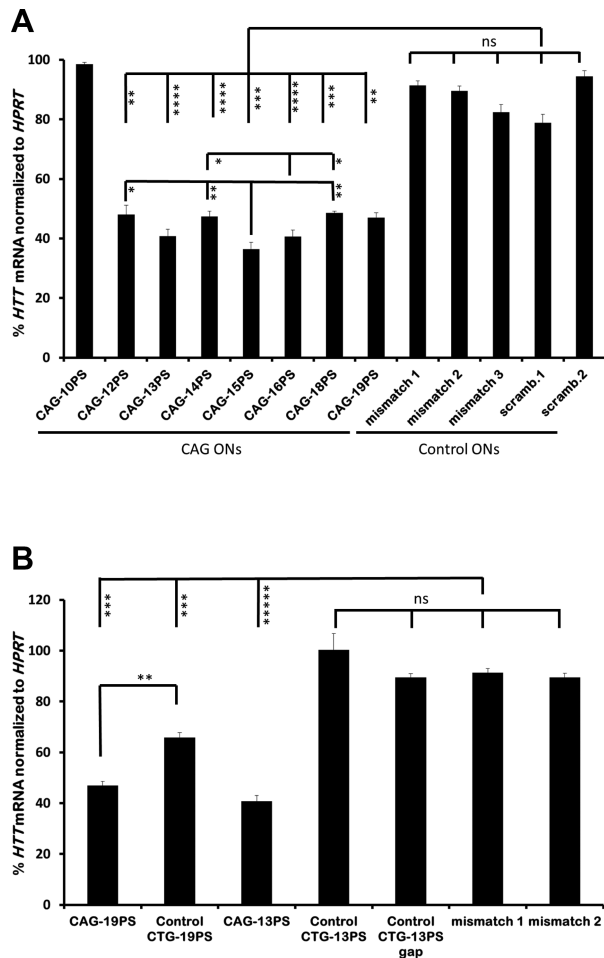 A
% HTT mRNA normalized to HPRT
100
80
60
40
20
0
ns
**
****
****
***
****
***
**
*
*
*
**
**
CAG-10PS
CAG-12PS
CAG-13PS
CAG-14PS
CAG-15PS
CAG-16PS
CAG-18PS
CAG-19PS
mismatch 1
mismatch 2
mismatch 3
scramb.1
scramb.2
CAG ONs
Control ONs
B
% HTT mRNA normalized to HPRT
120
100
80
60
40
20
0
***
***
*****
ns
**
CAG-19PS
Control
CTG-19PS
CAG-13PS
Control
CTG-13PS
Control
CTG-13PS
gap
mismatch 1
mismatch 2